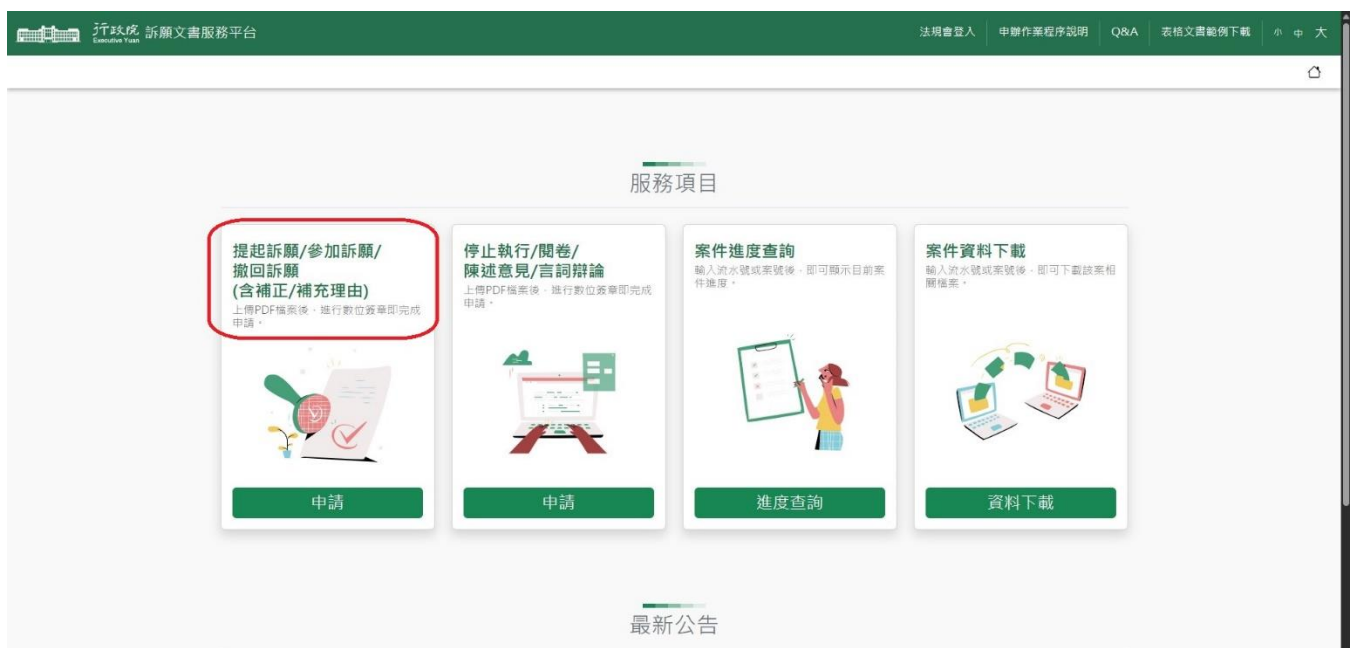 行政院 訴願文書服務平台
Executive Yuan
法規會登入
申辦作業程序說明
Q&A
表格文書範例下載
小 中 大
服務項目
提起訴願/參加訴願/
撤回訴願
(含補正/補充理由)
上傳PDF檔案後，進行數位簽章即完成
申請。
申請
停止執行/閱卷/
陳述意見/言詞辯論
上傳PDF檔案後，進行數位簽章即完成
申請。
申請
案件進度查詢
輸入流水號或案號後，即可顯示目前案
件進度。
進度查詢
案件資料下載
輸入流水號或案號後，即可下載該案相
關檔案。
資料下載
最新公告